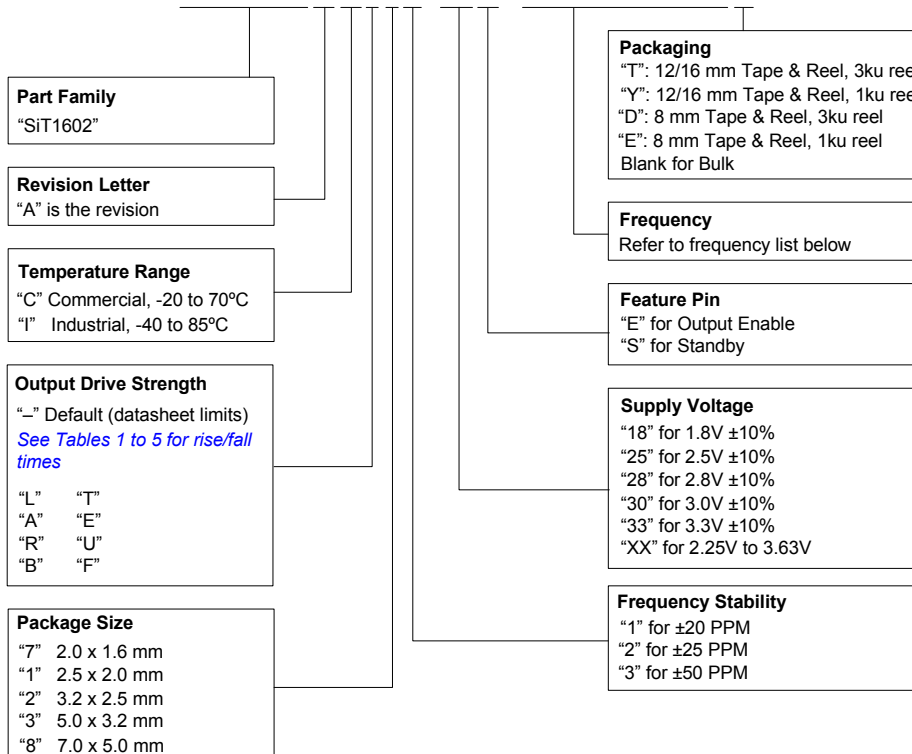 Part Family
“SiT1602”
Revision Letter
“A” is the revision
Temperature Range
“C” Commercial, -20 to 70ºC
“I” Industrial, -40 to 85ºC
Output Drive Strength
“–” Default (datasheet limits)
See Tables 1 to 5 for rise/fall
times
“L” “T”
“A” “E”
“R” “U”
“B” “F”
Package Size
“7” 2.0 x 1.6 mm
“1” 2.5 x 2.0 mm
“2” 3.2 x 2.5 mm
“3” 5.0 x 3.2 mm
“8” 7.0 x 5.0 mm
Packaging
“T”: 12/16 mm Tape & Reel, 3ku
“Y”: 12/16 mm Tape & Reel, 1ku
“D”: 8 mm Tape & Reel, 3ku reel
“E”: 8 mm Tape & Reel, 1ku reel
Blank for Bulk
Frequency
Refer to frequency list below
Feature Pin
“E” for Output Enable
“S” for Standby
Supply Voltage
“18” for 1.8V ±10%
“25” for 2.5V ±10%
“28” for 2.8V ±10%
“30” for 3.0V ±10%
“33” for 3.3V ±10%
“XX” for 2.25V to 3.63V
Frequency Stability
“1” for ±20 PPM
“2” for ±25 PPM
“3” for ±50 PPM